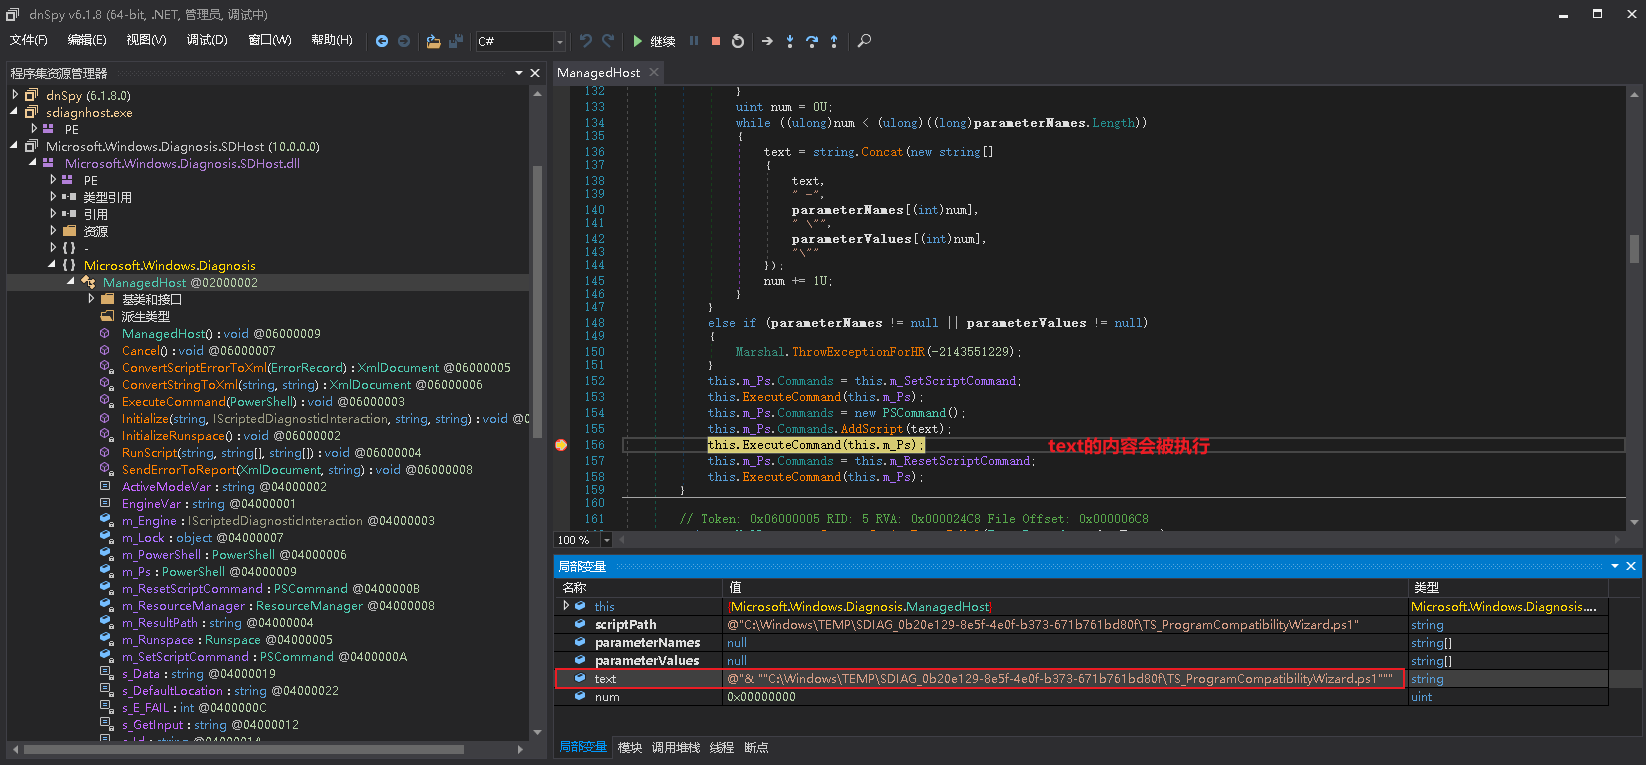 dnSpy v6.1.8 (64-bit, .NET, 管理员, 调试中)
文件(F) 编辑(E) 视图(V) 调试(D) 窗口(W) 帮助(H) C# 继续
程序集资源管理器
dnSpy (6.1.8.0)
sdiagnhost.exe
PE
Microsoft.Windows.Diagnosis.SDHost (10.0.0.0)
Microsoft.Windows.Diagnosis.SDHost.dll
PE
类型引用
引用
资源
{ } -
{ } Microsoft.Windows.Diagnosis
ManagedHost @02000002
基类和接口
派生类型
ManagedHost() : void @06000009
Cancel() : void @06000007
ConvertScriptErrorToXml(ErrorRecord) : XmlDocument @06000005
ConvertStringToXml(string, string) : XmlDocument @06000006
ExecuteCommand(PowerShell) : void @06000003
Initialize(string, IScriptedDiagnosticInteraction, string, string) : void @0
InitializeRunspace() : void @06000002
RunScript(string, string[], string[]) : void @06000004
SendErrorToReport(XmlDocument, string) : void @06000008
ActiveModeVar : string @04000002
EngineVar : string @04000001
m_Engine : IScriptedDiagnosticInteraction @04000003
m_Lock : object @04000007
m_PowerShell : PowerShell @04000006
m_Ps : PowerShell @04000009
m_ResetScriptCommand : PSCommand @0400000B
m_ResourceManager : ResourceManager @04000008
m_ResultPath : string @04000004
m_Runspace : Runspace @04000005
m_SetScriptCommand : PSCommand @0400000A
s_Data : string @04000019
s_DefaultLocation : string @04000022
s_E_FAIL : int @0400000C
s_GetInput : string @04000012
s_Id : string @0400001A
ManagedHost
132 }
133 uint num = 0U;
134 while ((ulong)num < (ulong)((long)parameterNames.Length))
135 {
136 text = string.Concat(new string[]
137 {
138 text,
139 " -",
140 parameterNames[(int)num],
141 " \"",
142 parameterValues[(int)num],
143 "\""
144 });
145 num += 1U;
146 }
147 }
148 else if (parameterNames != null || parameterValues != null)
149 {
150 Marshal.ThrowExceptionForHR(-2143551229);
151 }
152 this.m_Ps.Commands = this.m_SetScriptCommand;
153 this.ExecuteCommand(this.m_Ps);
154 this.m_Ps.Commands = new PSCommand();
155 this.m_Ps.Commands.AddScript(text);
156 this.ExecuteCommand(this.m_Ps); text的内容会被执行
157 this.m_Ps.Commands = this.m_ResetScriptCommand;
158 this.ExecuteCommand(this.m_Ps);
159 }
160
161 // Token: 0x06000005 RID: 5 RVA: 0x000024C8 File Offset: 0x000006C8
100 %
局部变量
名称 值 类型
this {Microsoft.Windows.Diagnosis.ManagedHost} Microsoft.Windows.Diagnosis....
scriptPath @"C:\Windows\TEMP\SDIAG_0b20e129-8e5f-4e0f-b373-671b761bd80f\TS_ProgramCompatibilityWizard.ps1" string
parameterNames null string[]
parameterValues null string[]
text @"& ""C:\Windows\TEMP\SDIAG_0b20e129-8e5f-4e0f-b373-671b761bd80f\TS_ProgramCompatibilityWizard.ps1""" string
num 0x00000000 uint
局部变量 模块 调用堆栈 线程 断点